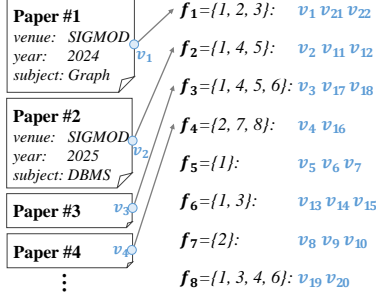 Paper #1
venue: SIGMOD
year: 2024
subject: Graph
v1
Paper #2
venue: SIGMOD
year: 2025
subject: DBMS
v2
Paper #3
v3
Paper #4
v4
⋮
f1={1, 2, 3}: v1 v21 v22
f2={1, 4, 5}: v2 v11 v12
f3={1, 4, 5, 6}: v3 v17 v18
f4={2, 7, 8}: v4 v16
f5={1}: v5 v6 v7
f6={1, 3}: v13 v14 v15
f7={2}: v8 v9 v10
f8={1, 3, 4, 6}: v19 v20